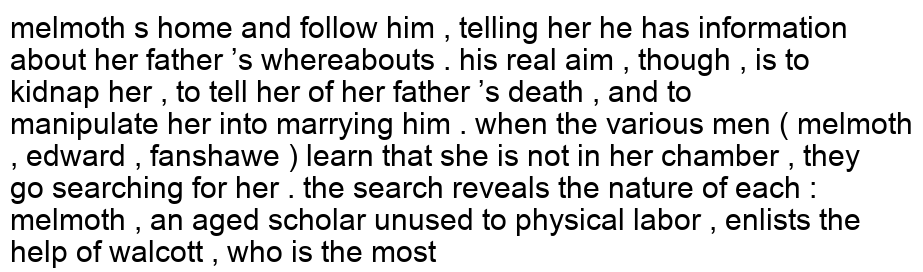 melmoth s home and follow him , telling her he has information
about her father ’s whereabouts . his real aim , though , is to
kidnap her , to tell her of her father ’s death , and to
manipulate her into marrying him . when the various men ( melmoth
, edward , fanshawe ) learn that she is not in her chamber , they
go searching for her . the search reveals the nature of each :
melmoth , an aged scholar unused to physical labor , enlists the
help of walcott , who is the most